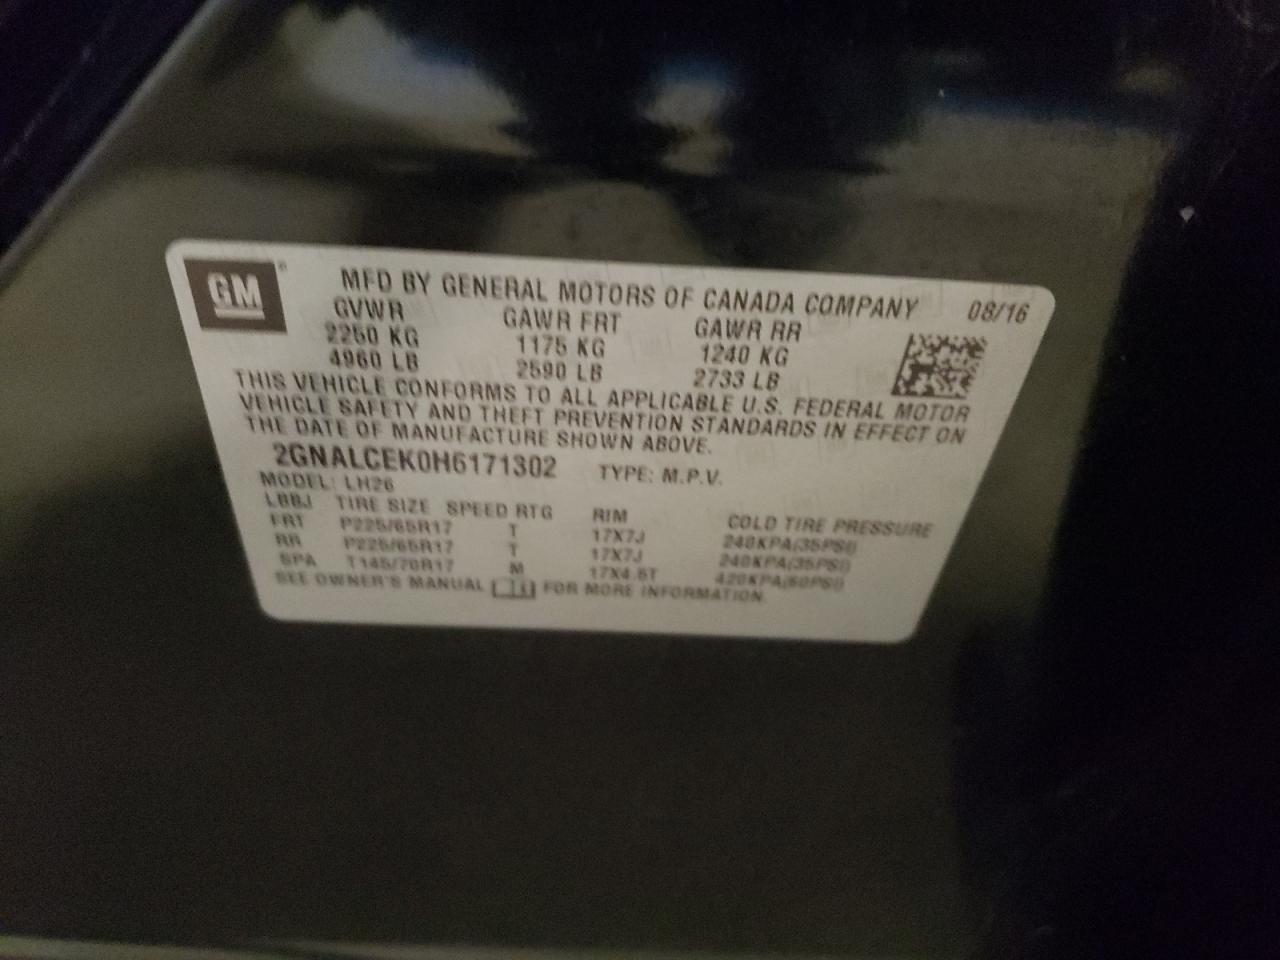 GM
MFD BY GENERAL MOTORS OF CANADA COMPANY 08/16
GVWR GAWR FRT GAWR RR
2250 KG 1175 KG 1240 KG
4960 LB 2590 LB 2733 LB
THIS VEHICLE CONFORMS TO ALL APPLICABLE U.S. FEDERAL MOTOR
VEHICLE SAFETY AND THEFT PREVENTION STANDARDS IN EFFECT ON
THE DATE OF MANUFACTURE SHOWN ABOVE.
2GNALCEK0H6171302 TYPE: M.P.V.
MODEL: LH26
LBBJ TIRE SIZE SPEED RTG RIM COLD TIRE PRESSURE
FRT P225/65R17 T 17X7J 240KPA(35PSI)
RR P225/65R17 T 17X7J 240KPA(35PSI)
SPA T145/70R17 M 17X4.5T 420KPA(60PSI)
SEE OWNER'S MANUAL FOR MORE INFORMATION.